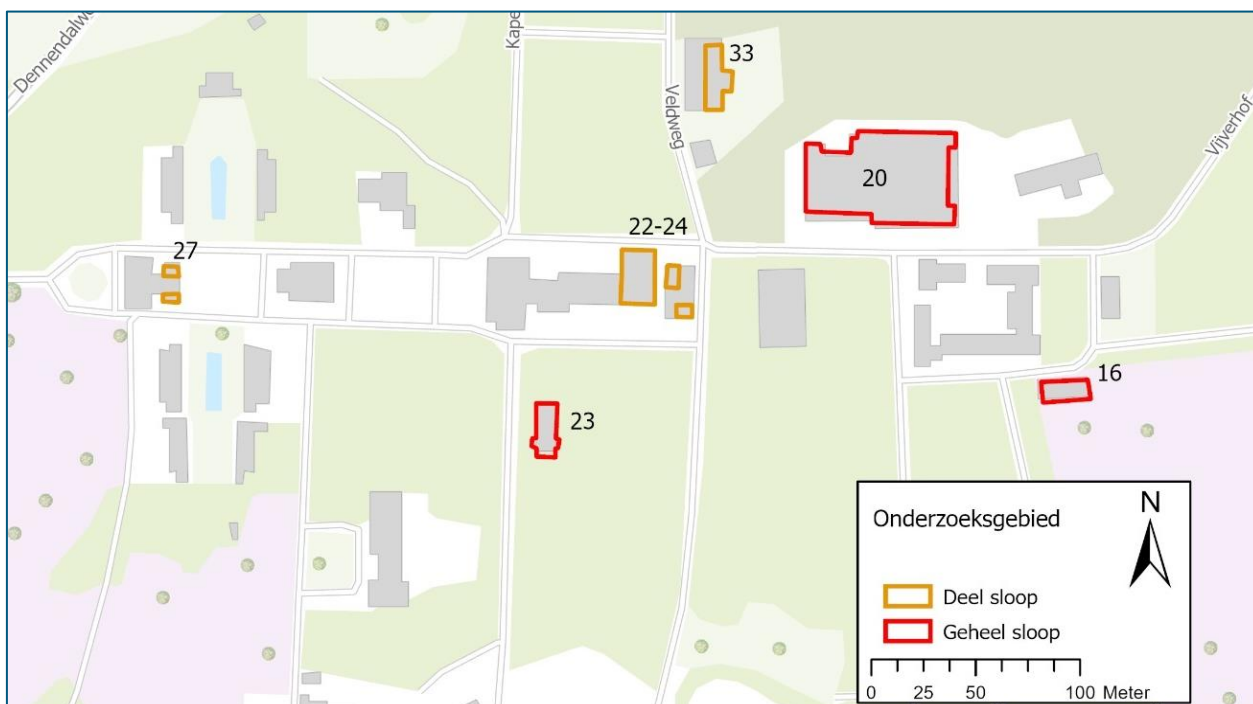 Dennendalwe
Kape
Veldweg
33
Vijverhof
20
22-24
27
16
23
Onderzoeksgebied
N
Deel sloop
Geheel sloop
0 25 50 100 Meter